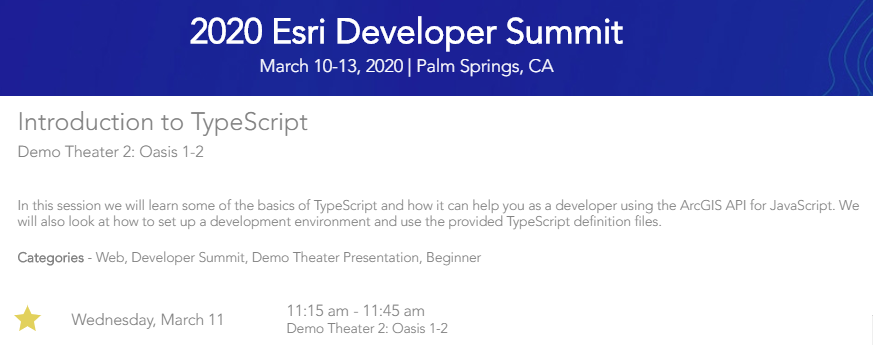 2020 Esri Developer Summit
March 10-13, 2020 | Palm Springs, CA
Introduction to TypeScript
Demo Theater 2: Oasis 1-2
In this session we will learn some of the basics of TypeScript and how it can help you as a developer using the ArcGIS API for JavaScript. We
will also look at how to set up a development environment and use the provided TypeScript definition files.
Categories - Web, Developer Summit, Demo Theater Presentation, Beginner
Wednesday, March 11
11:15 am - 11:45 am
Demo Theater 2: Oasis 1-2